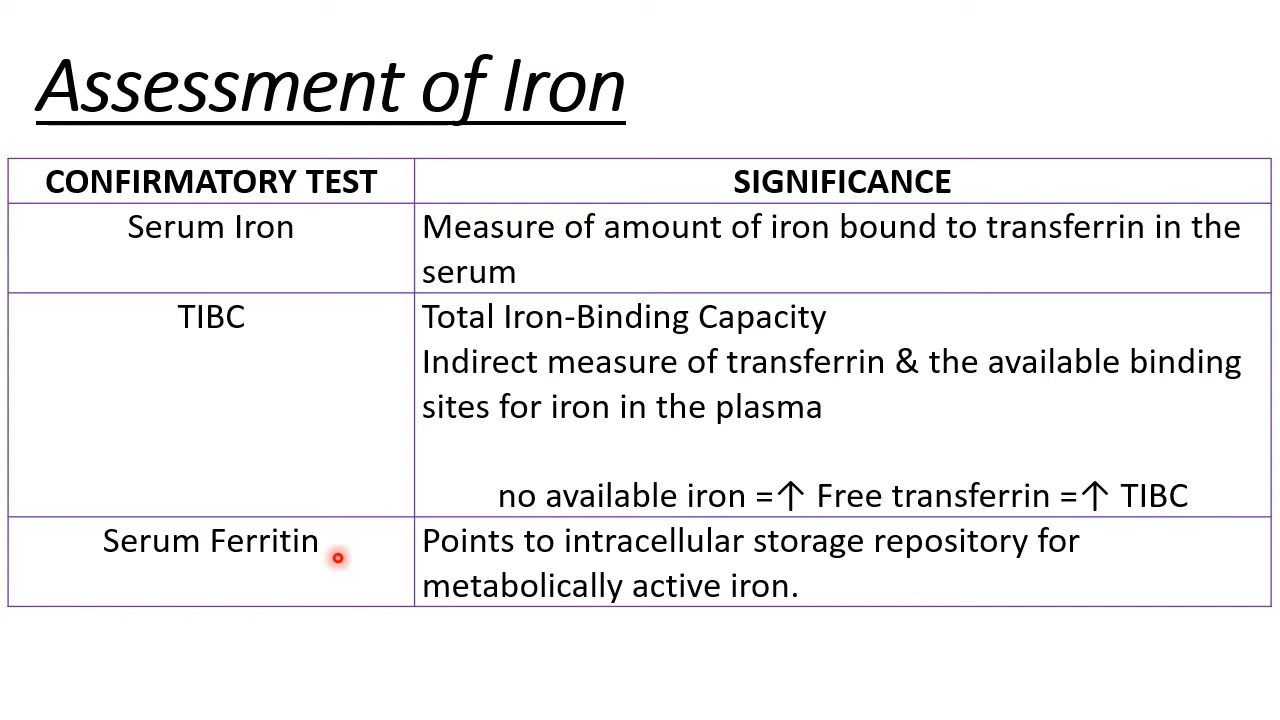 Assessment of Iron
CONFIRMATORY TEST
SIGNIFICANCE
Serum Iron
Measure of amount of iron bound to transferrin in the
serum
TIBC
Total Iron-Binding Capacity
Indirect measure of transferrin & the available binding
sites for iron in the plasma
no available iron =↑ Free transferrin =↑ TIBC
Serum Ferritin
Points to intracellular storage repository for
metabolically active iron.